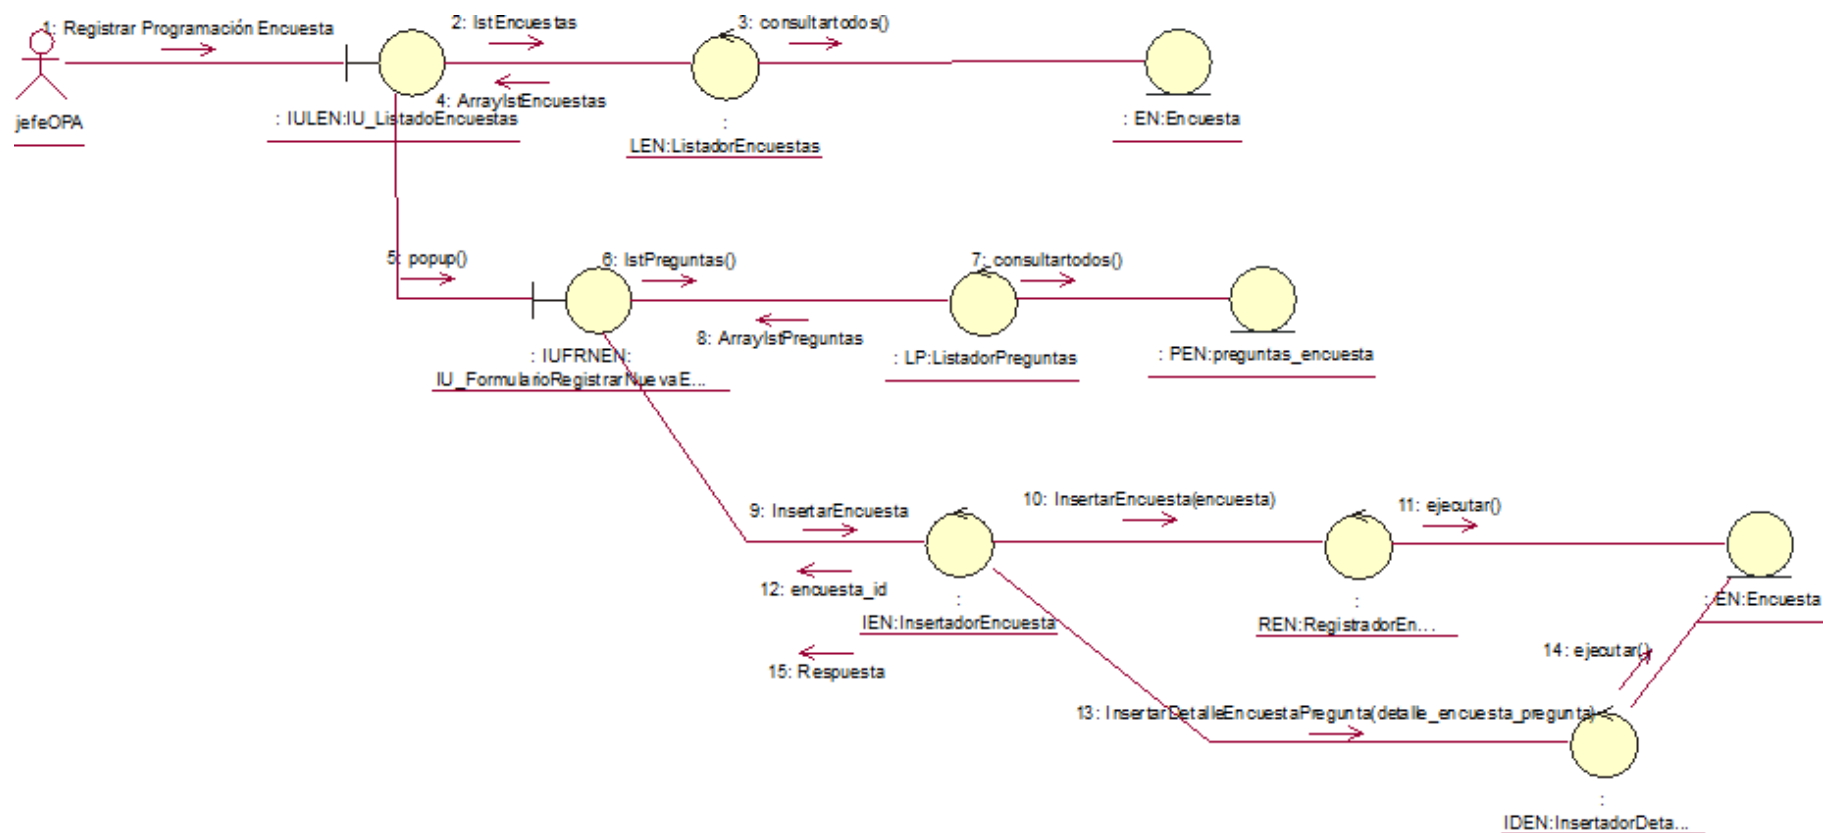 1: Registrar Programación Encuesta
2: lstEncuestas
3: consultartodos()
4: ArraylstEncuestas
jefeOPA
: IULEN:IU_ListadoEncuestas
:
LEN:ListadorEncuestas
: EN:Encuesta
5: popup()
6: lstPreguntas()
7: consultartodos()
8: ArraylstPreguntas
: IUFRNEN:
IU_FormularioRegistrarNuevaE...
: LP:ListadorPreguntas
: PEN:preguntas_encuesta
9: InsertarEncuesta
10: InsertarEncuesta(encuesta)
11: ejecutar()
12: encuesta_id
:
IEN:InsertadorEncuesta
:
REN:RegistradorEn...
: EN:Encuesta
15: Respuesta
14: ejecutar()
13: InsertarDetalleEncuestaPregunta(detalle_encuesta_pregunta)
:
IDEN:InsertadorDeta...